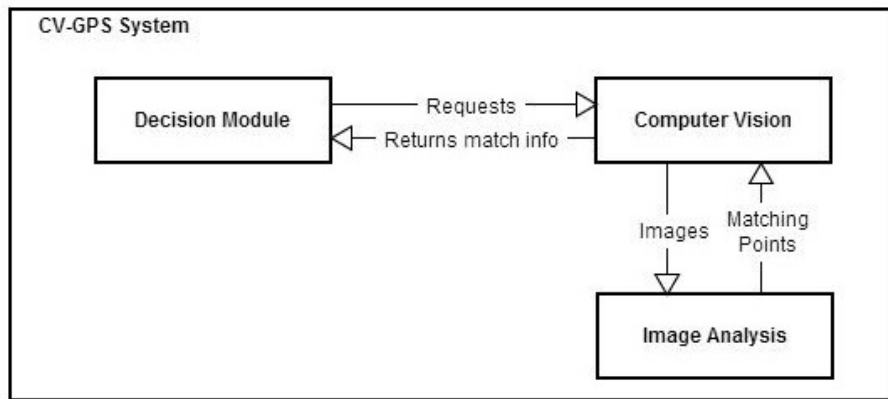 CV-GPS System
Decision Module
Requests
Computer Vision
Returns match info
Images
Matching
Points
Image Analysis